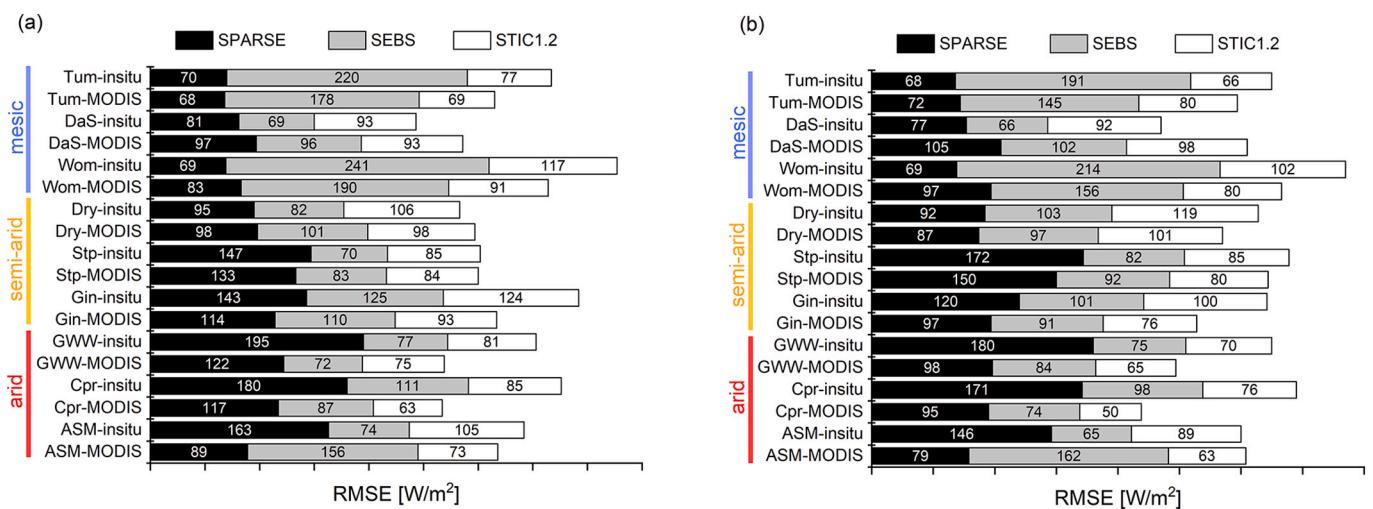 (a)
SPARSE SEBS STIC1.2
mesic
Tum-insitu 70 220 77
Tum-MODIS 68 178 69
DaS-insitu 81 69 93
DaS-MODIS 97 96 93
Wom-insitu 69 241 117
Wom-MODIS 83 190 91
semi-arid
Dry-insitu 95 82 106
Dry-MODIS 98 101 98
Stp-insitu 147 70 85
Stp-MODIS 133 83 84
Gin-insitu 143 125 124
Gin-MODIS 114 110 93
arid
GWW-insitu 195 77 81
GWW-MODIS 122 72 75
Cpr-insitu 180 111 85
Cpr-MODIS 117 87 63
ASM-insitu 163 74 105
ASM-MODIS 89 156 73
RMSE [W/m²]
(b)
SPARSE SEBS STIC1.2
mesic
Tum-insitu 68 191 66
Tum-MODIS 72 145 80
DaS-insitu 77 66 92
DaS-MODIS 105 102 98
Wom-insitu 69 214 102
Wom-MODIS 97 156 80
semi-arid
Dry-insitu 92 103 119
Dry-MODIS 87 97 101
Stp-insitu 172 82 85
Stp-MODIS 150 92 80
Gin-insitu 120 101 100
Gin-MODIS 97 91 76
arid
GWW-insitu 180 75 70
GWW-MODIS 98 84 65
Cpr-insitu 171 98 76
Cpr-MODIS 95 74 50
ASM-insitu 146 65 89
ASM-MODIS 79 162 63
RMSE [W/m²]